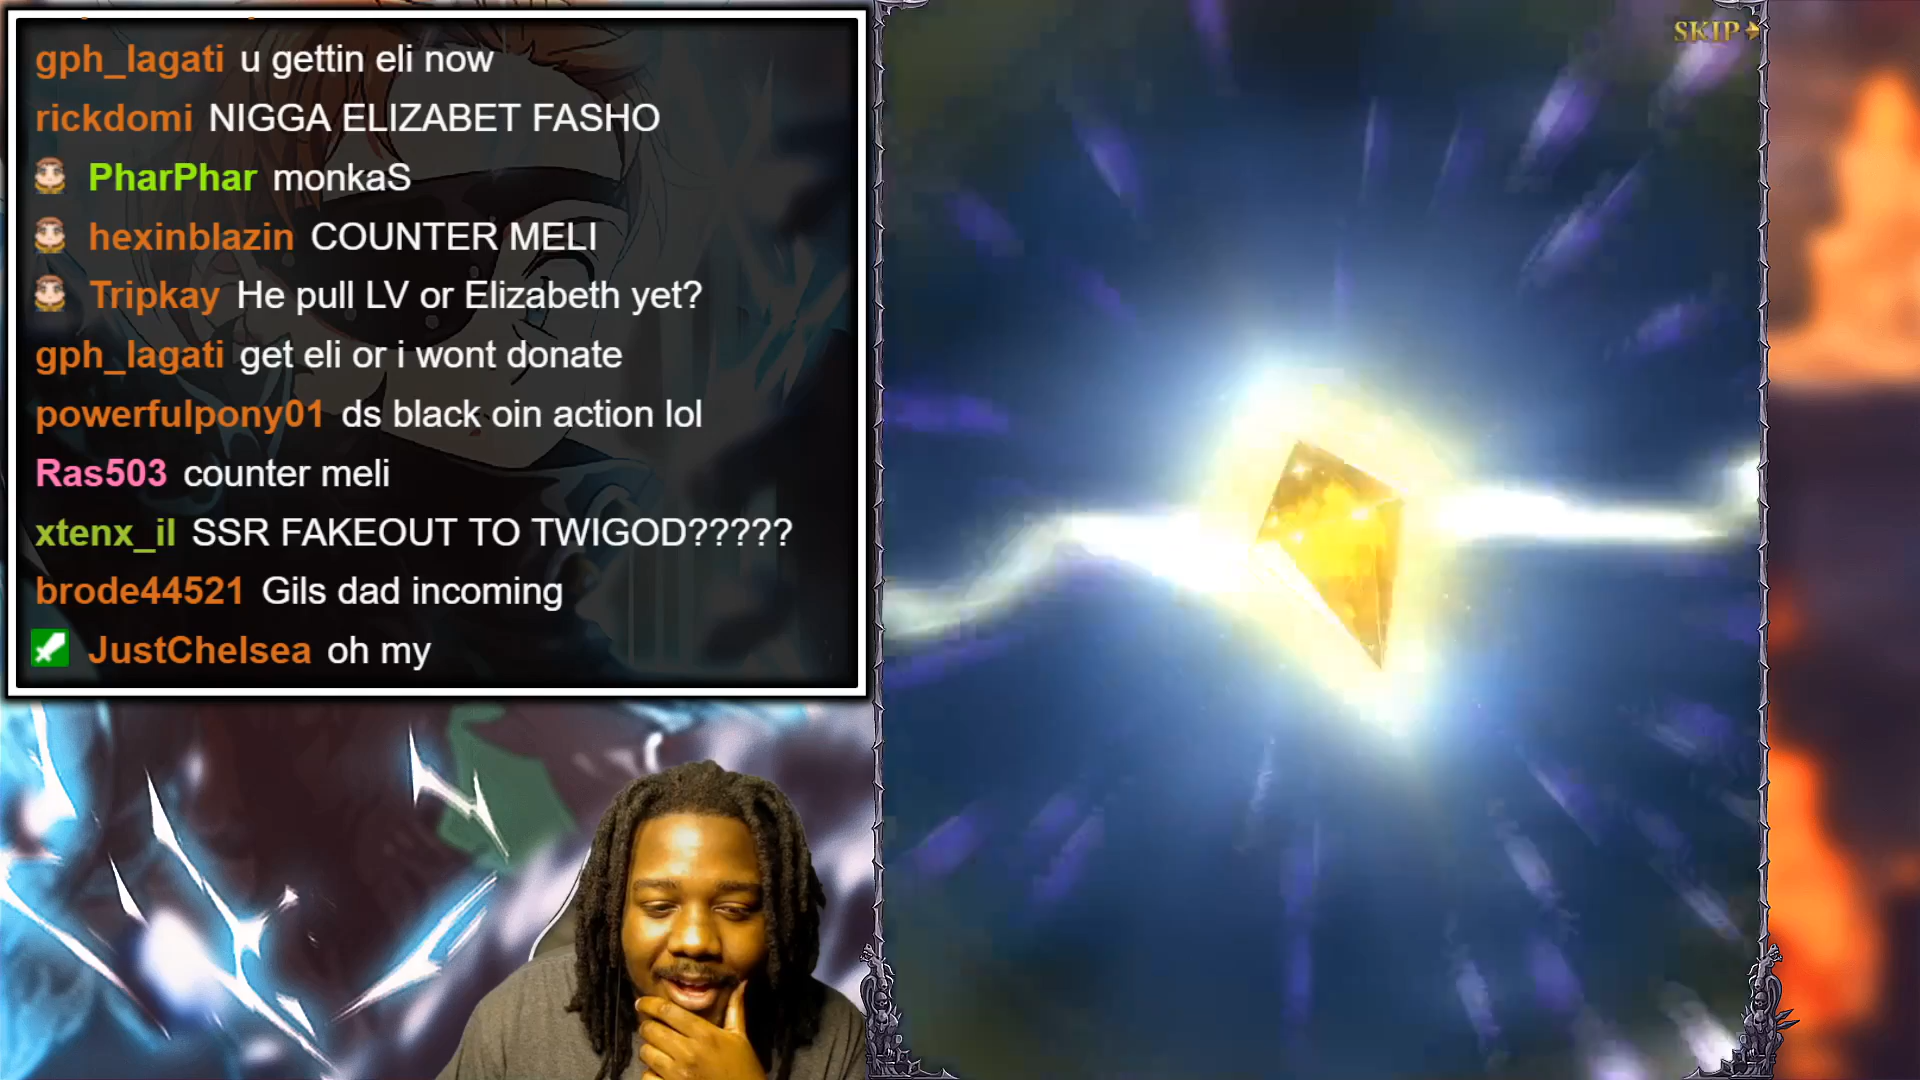 gph_lagati u gettin eli now
rickdomi NIGGA ELIZABET FASHO
PharPhar monkaS
hexinblazin COUNTER MELI
Tripkay He pull LV or Elizabeth yet?
gph_lagati get eli or i wont donate
powerfulpony01 ds black oin action lol
Ras503 counter meli
xtenx_il SSR FAKEOUT TO TWIGOD?????
brode44521 Gils dad incoming
JustChelsea oh my
SKIP